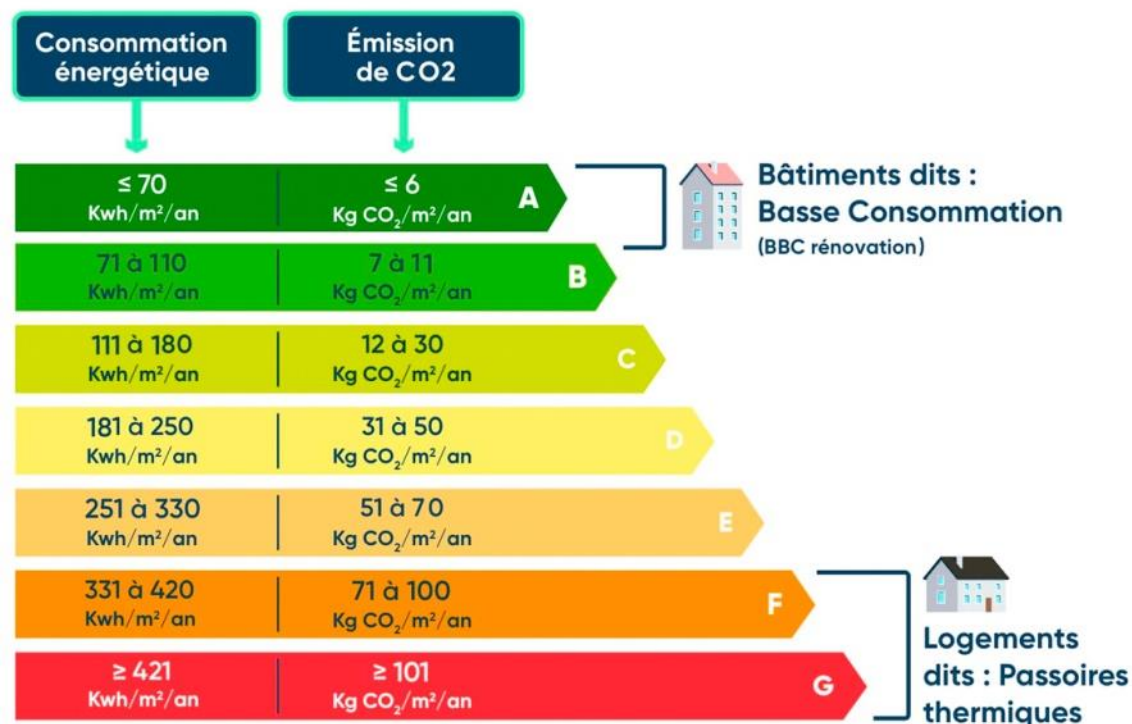 Consommation
énergétique
Émission
de CO2
≤ 70
Kwh/m²/an
≤ 6
Kg CO₂/m²/an
A
Bâtiments dits :
Basse Consommation
(BBC rénovation)
71 à 110
Kwh/m²/an
7 à 11
Kg CO₂/m²/an
B
111 à 180
Kwh/m²/an
12 à 30
Kg CO₂/m²/an
C
181 à 250
Kwh/m²/an
31 à 50
Kg CO₂/m²/an
D
251 à 330
Kwh/m²/an
51 à 70
Kg CO₂/m²/an
E
331 à 420
Kwh/m²/an
71 à 100
Kg CO₂/m²/an
F
≥ 421
Kwh/m²/an
≥ 101
Kg CO₂/m²/an
G
Logements
dits : Passoires
thermiques